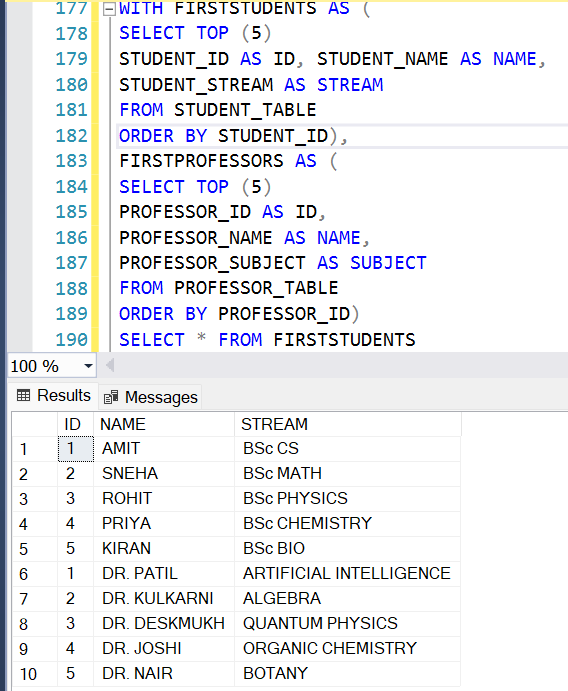 177 WITH FIRSTSTUDENTS AS (
178 SELECT TOP (5)
179 STUDENT_ID AS ID, STUDENT_NAME AS NAME,
180 STUDENT_STREAM AS STREAM
181 FROM STUDENT_TABLE
182 ORDER BY STUDENT_ID),
183 FIRSTPROFESSORS AS (
184 SELECT TOP (5)
185 PROFESSOR_ID AS ID,
186 PROFESSOR_NAME AS NAME,
187 PROFESSOR_SUBJECT AS SUBJECT
188 FROM PROFESSOR_TABLE
189 ORDER BY PROFESSOR_ID)
190 SELECT * FROM FIRSTSTUDENTS
100 %
Results Messages
ID NAME STREAM
1 1 AMIT BSc CS
2 2 SNEHA BSc MATH
3 3 ROHIT BSc PHYSICS
4 4 PRIYA BSc CHEMISTRY
5 5 KIRAN BSc BIO
6 1 DR. PATIL ARTIFICIAL INTELLIGENCE
7 2 DR. KULKARNI ALGEBRA
8 3 DR. DESKMUKH QUANTUM PHYSICS
9 4 DR. JOSHI ORGANIC CHEMISTRY
10 5 DR. NAIR BOTANY